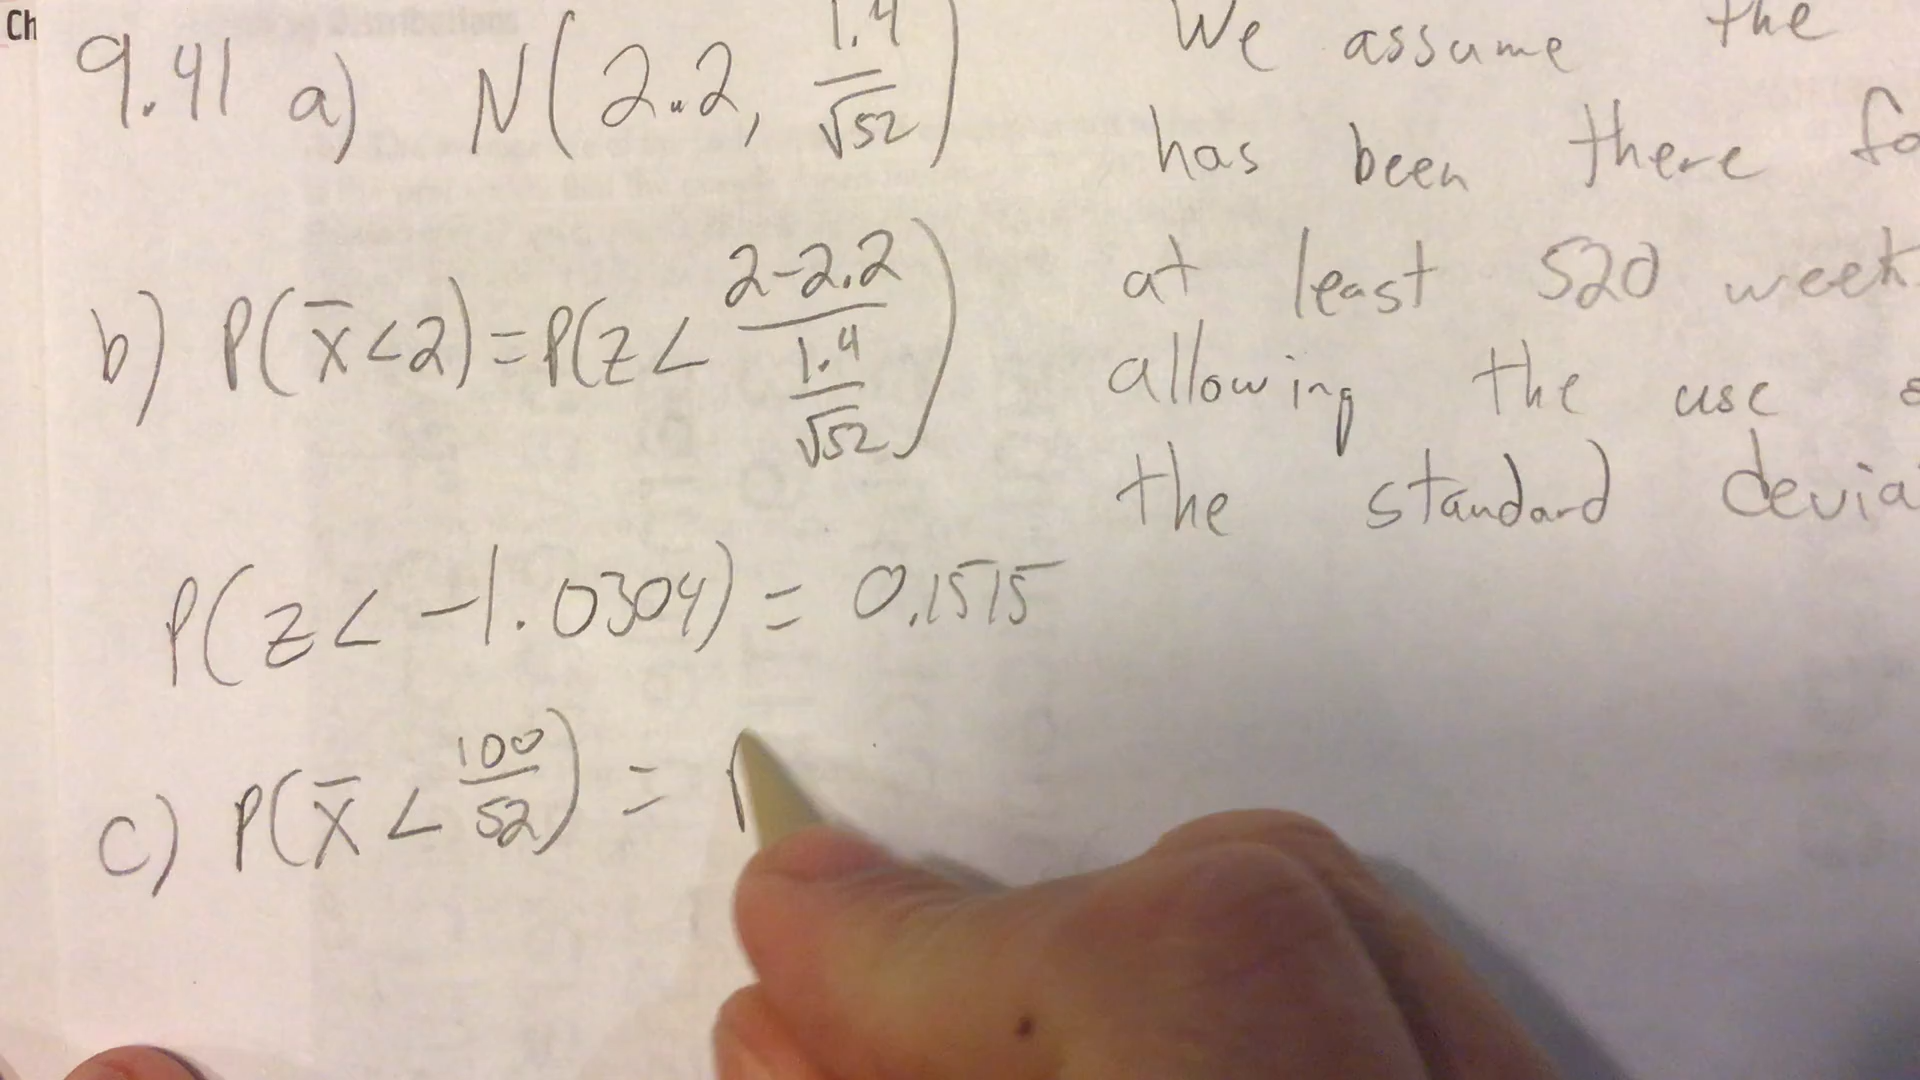 Ch
9.41 a) N(2.2, 1.4/√52)
b) P(x̄<2)=P(z < (2-2.2)/(1.4/√52))
P(z < -1.0304) = 0.1515
c) P(x̄ < 100/52) =
We assume the
has been there fo
at least 520 week
allowing the use
the standard devia